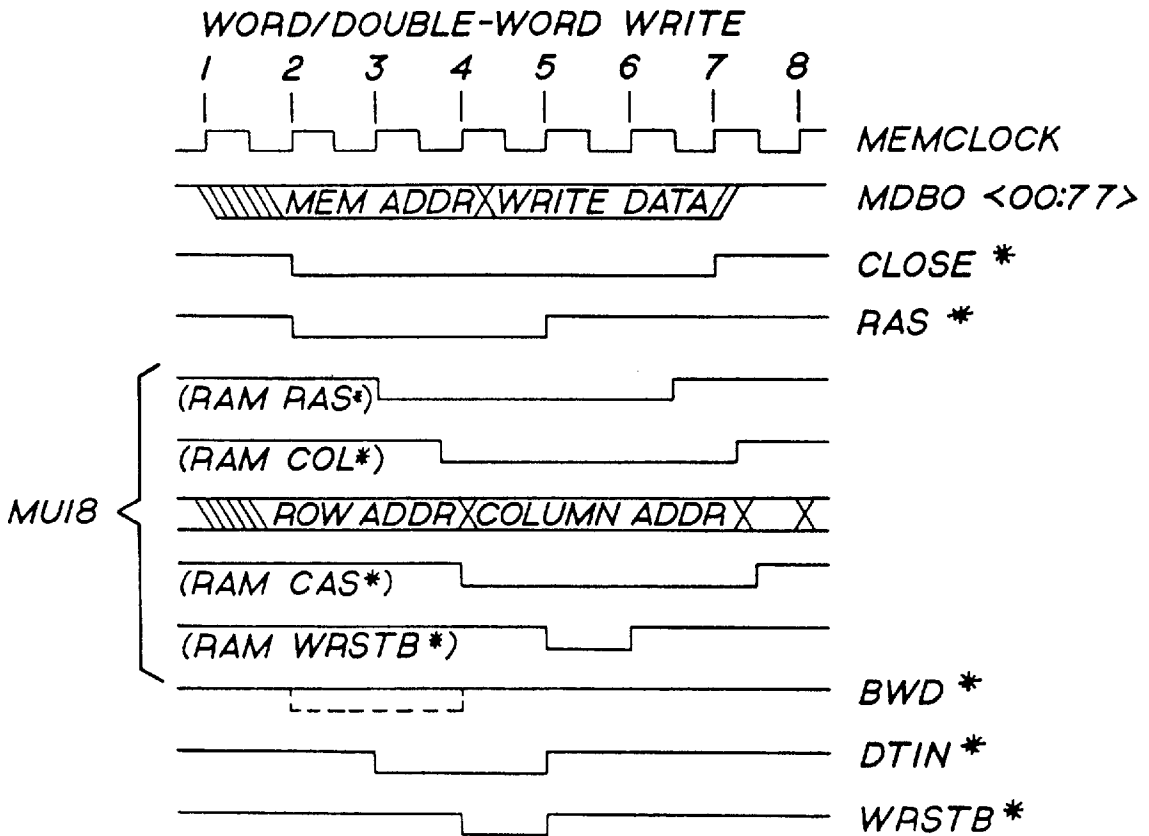 WORD/DOUBLE-WORD WRITE
1 2 3 4 5 6 7 8
MEMCLOCK
MEM ADDR WRITE DATA MDBO <00:77>
CLOSE *
RAS *
(RAM RAS*)
(RAM COL*)
MU18
ROW ADDR COLUMN ADDR
(RAM CAS*)
(RAM WRSTB*)
BWD *
DTIN *
WRSTB *